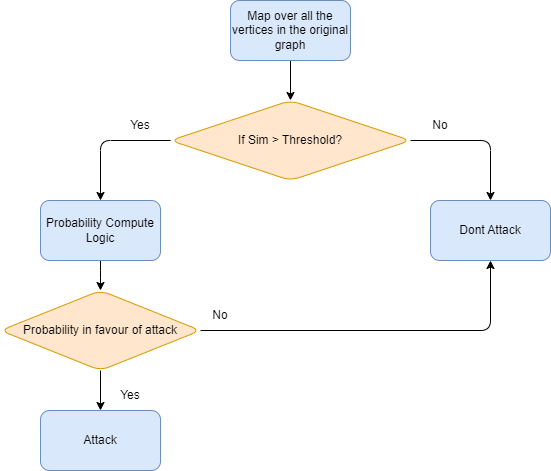 Map over all the
vertices in the original
graph
Yes
If Sim > Threshold?
No
Probability Compute
Logic
Dont Attack
Probability in favour of attack
No
Yes
Attack